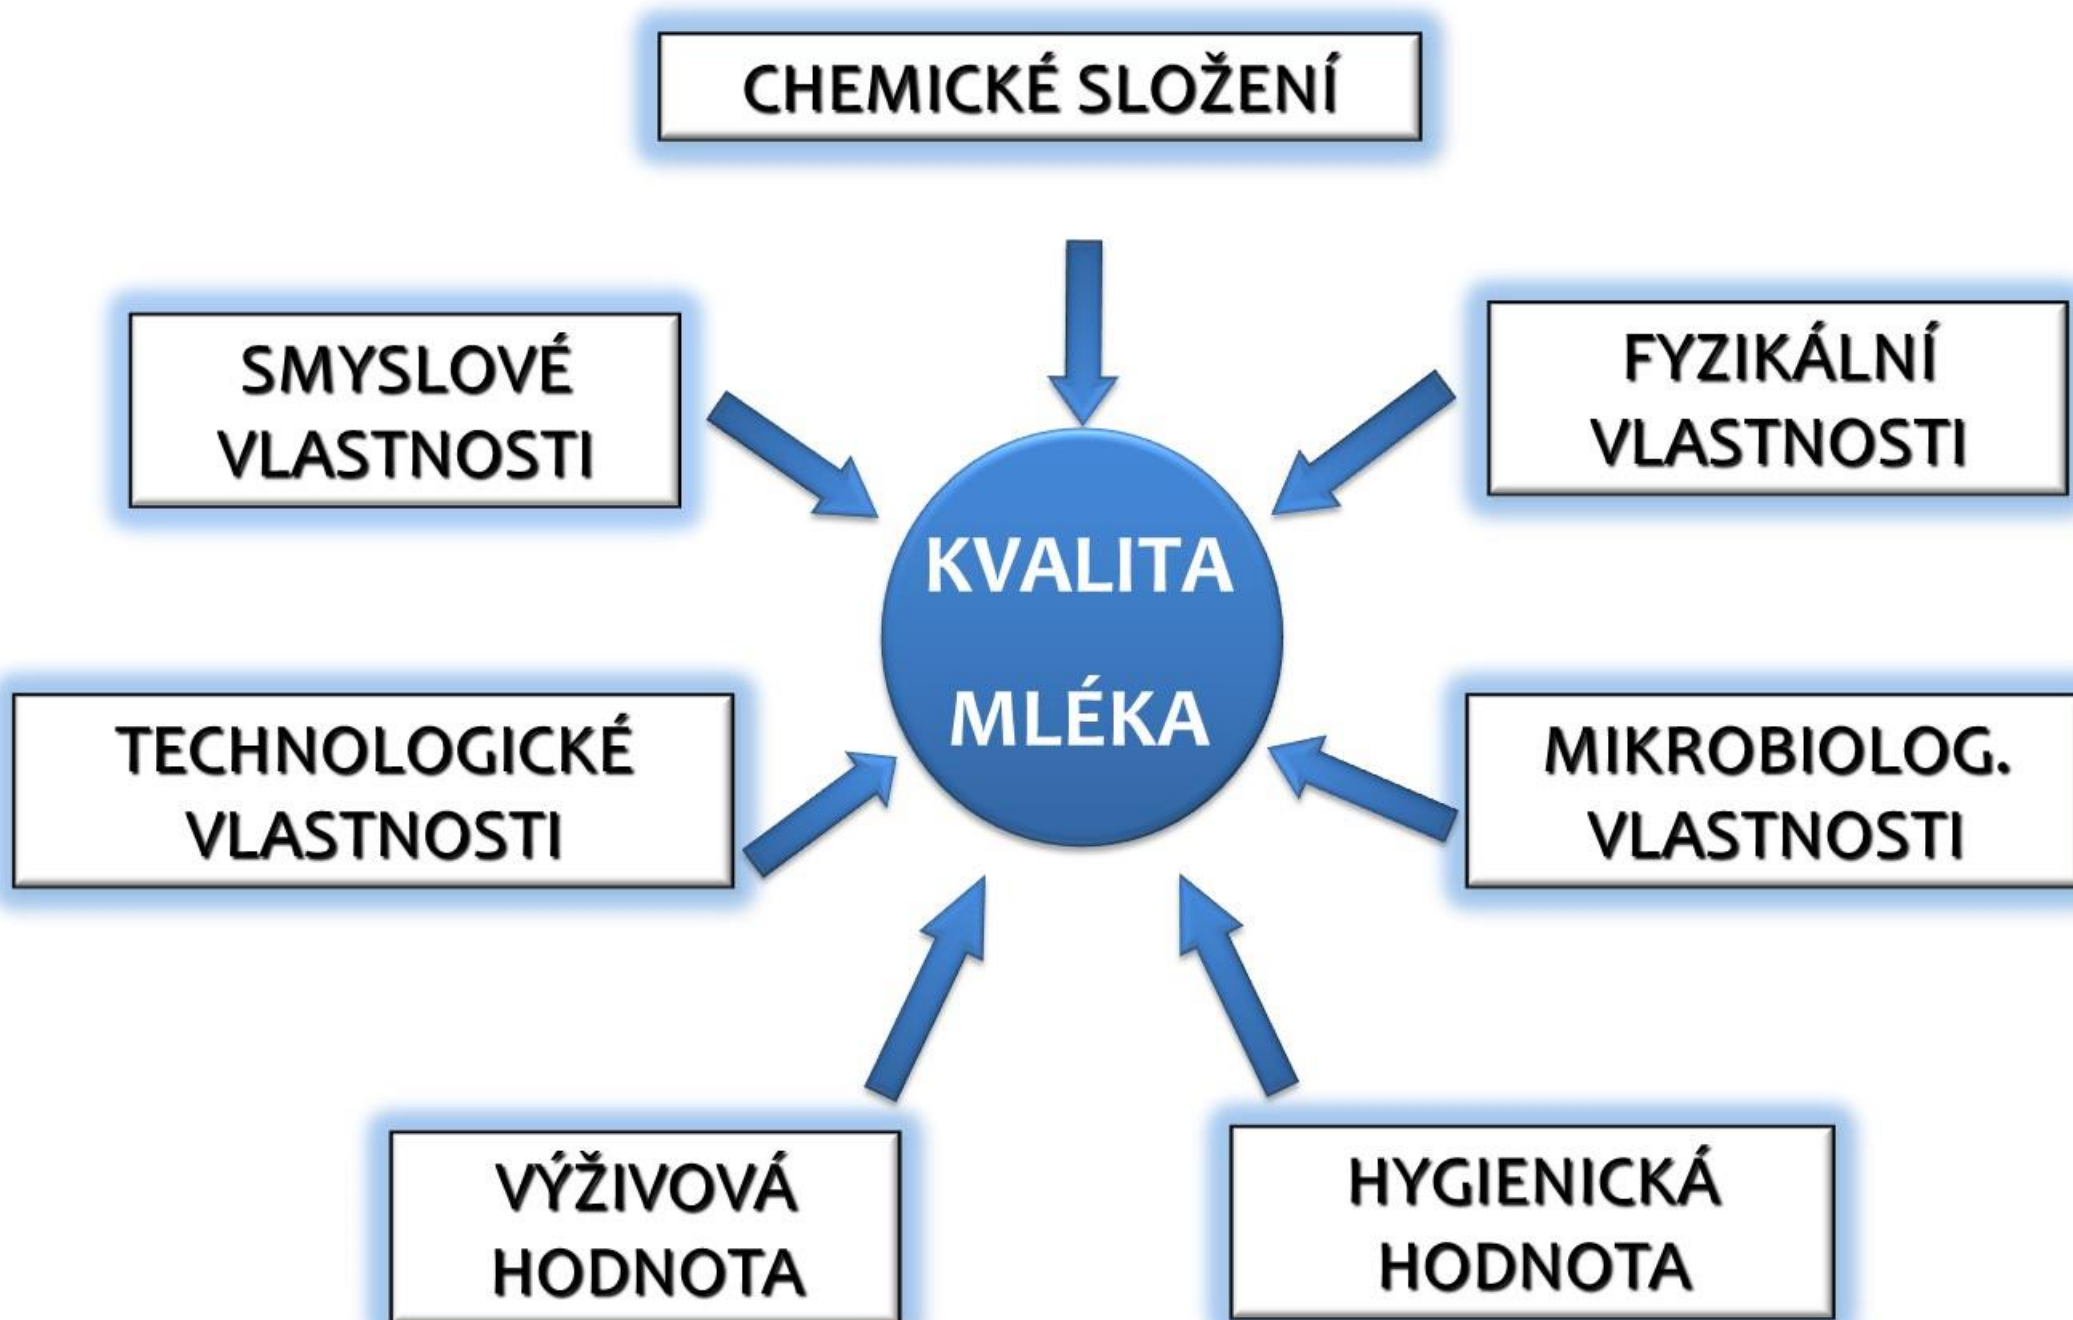 CHEMICKÉ SLOŽENÍ
SMYSLOVÉ
VLASTNOSTI
FYZIKÁLNÍ
VLASTNOSTI
KVALITA
MLÉKA
TECHNOLOGICKÉ
VLASTNOSTI
MIKROBIOLOG.
VLASTNOSTI
VÝŽIVOVÁ
HODNOTA
HYGIENICKÁ
HODNOTA